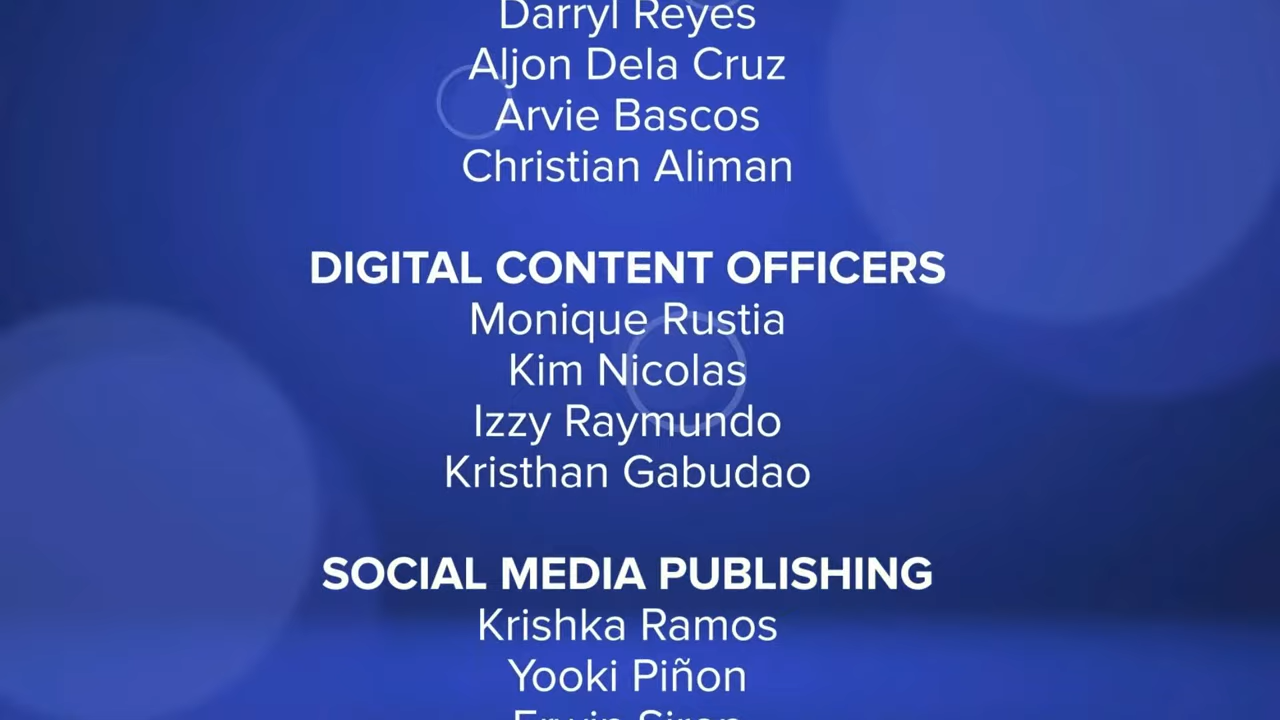 Darryl Reyes
Aljon Dela Cruz
Arvie Bascos
Christian Aliman
DIGITAL CONTENT OFFICERS
Monique Rustia
Kim Nicolas
Izzy Raymundo
Kristhan Gabudao
SOCIAL MEDIA PUBLISHING
Krishka Ramos
Yooki Piñon